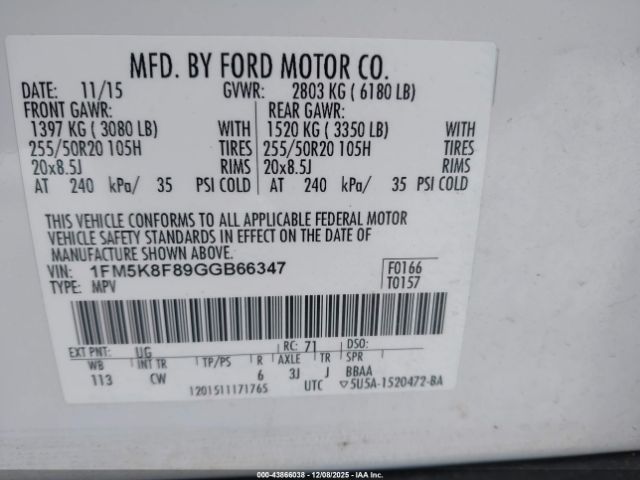 MFD. BY FORD MOTOR CO.
DATE: 11/15 GVWR: 2803 KG ( 6180 LB)
FRONT GAWR: REAR GAWR:
1397 KG ( 3080 LB) WITH 1520 KG ( 3350 LB) WITH
255/50R20 105H TIRES 255/50R20 105H TIRES
20x8.5J RIMS 20x8.5J RIMS
AT 240 kPa/ 35 PSI COLD AT 240 kPa/ 35 PSI COLD
THIS VEHICLE CONFORMS TO ALL APPLICABLE FEDERAL MOTOR
VEHICLE SAFETY STANDARDS IN EFFECT ON THE DATE OF
MANUFACTURE SHOWN ABOVE.
VIN: 1FM5K8F89GGB66347 F0166
TYPE: MPV T0157
EXT PNT: UG RC: 71 DSO:
WB INT TR TP/PS R AXLE TR SPR
113 CW 6 3J J BBAA
1201511171765 UTC ▽5U5A-1520472-BA
000-43866038 - 12/08/2025 - IAA, Inc.